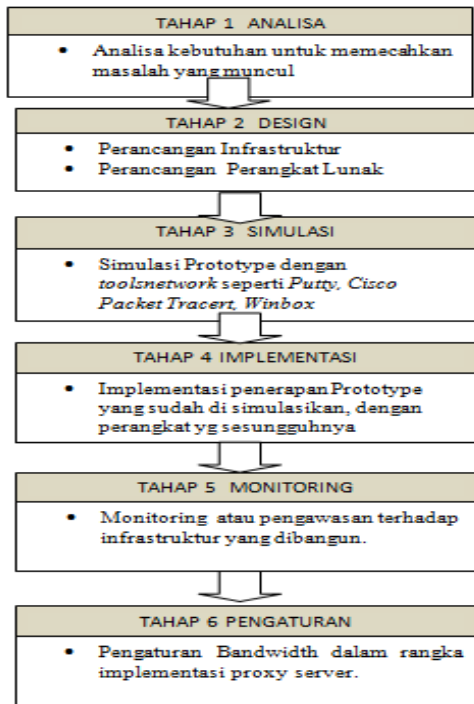 TAHAP 1 ANALISA
• Analisa kebutuhan untuk memecahkan
masalah yang muncul
TAHAP 2 DESIGN
• Perancangan Infrastruktur
• Perancangan Perangkat Lunak
TAHAP 3 SIMULASI
• Simulasi Prototype dengan
toolsnetwork seperti Putty, Cisco
Packet Tracert, Winbox
TAHAP 4 IMPLEMENTASI
• Implementasi penerapan Prototype
yang sudah di simulasikan, dengan
perangkat yg sesungguhnya
TAHAP 5 MONITORING
• Monitoring atau pengawasan terhadap
infrastruktur yang dibangun.
TAHAP 6 PENGATURAN
• Pengaturan Bandwidth dalam rangka
implementasi proxy server.